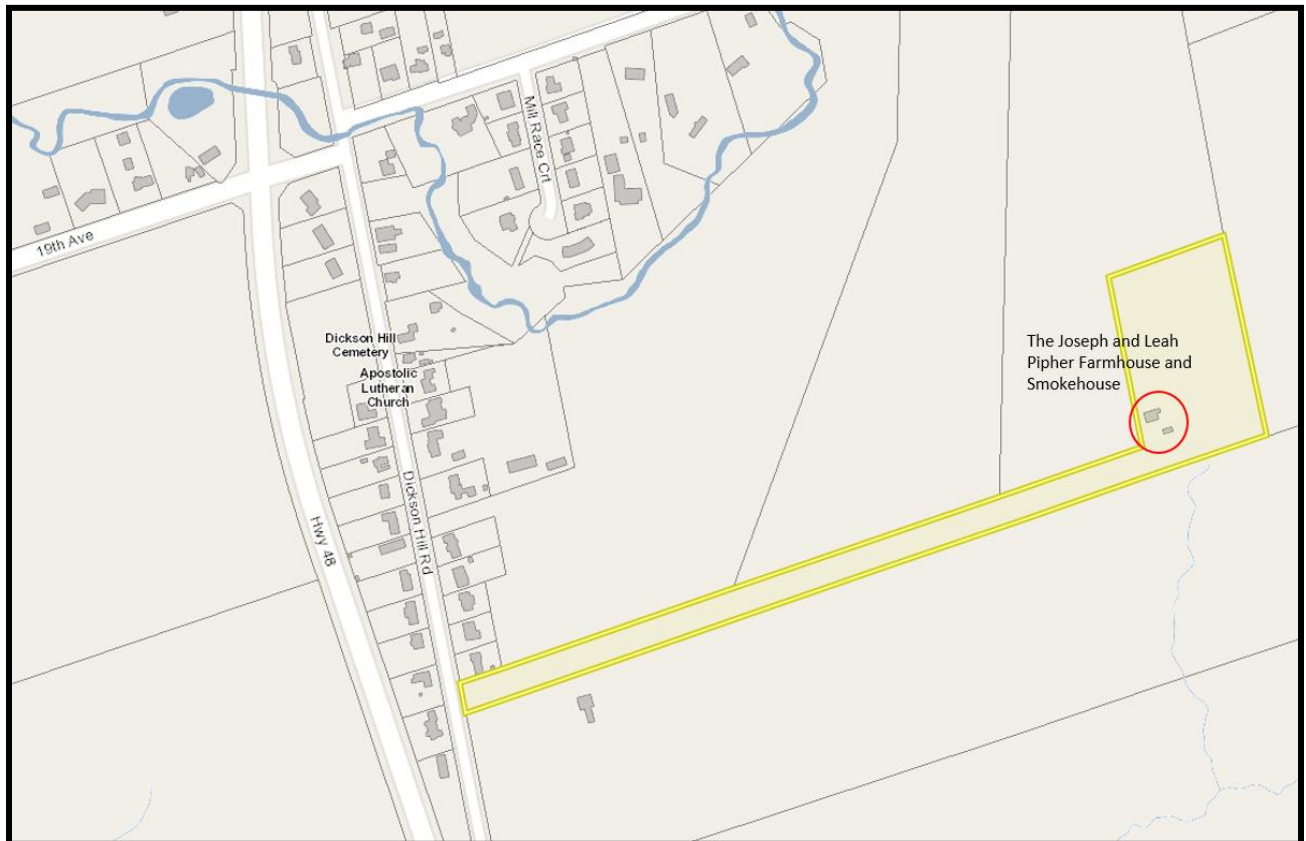 Mill Race Crt
19th Ave
Dickson Hill
Cemetery
Apostolic
Lutheran
Church
The Joseph and Leah
Pipher Farmhouse and
Smokehouse
Dickson Hill Rd
Hwy 48